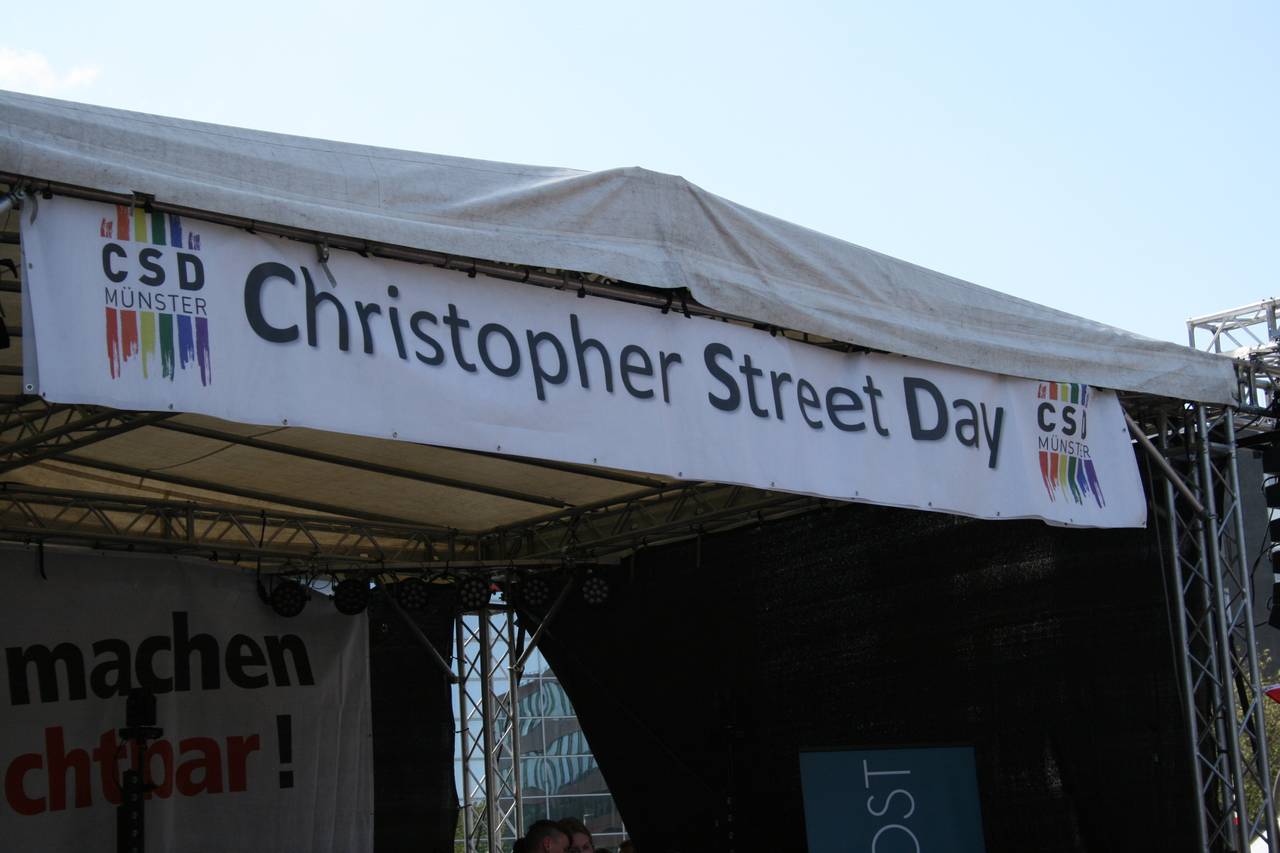 CSD
MÜNSTER
Christopher Street Day
CSD
MÜNSTER
machen
chtbar!
OST